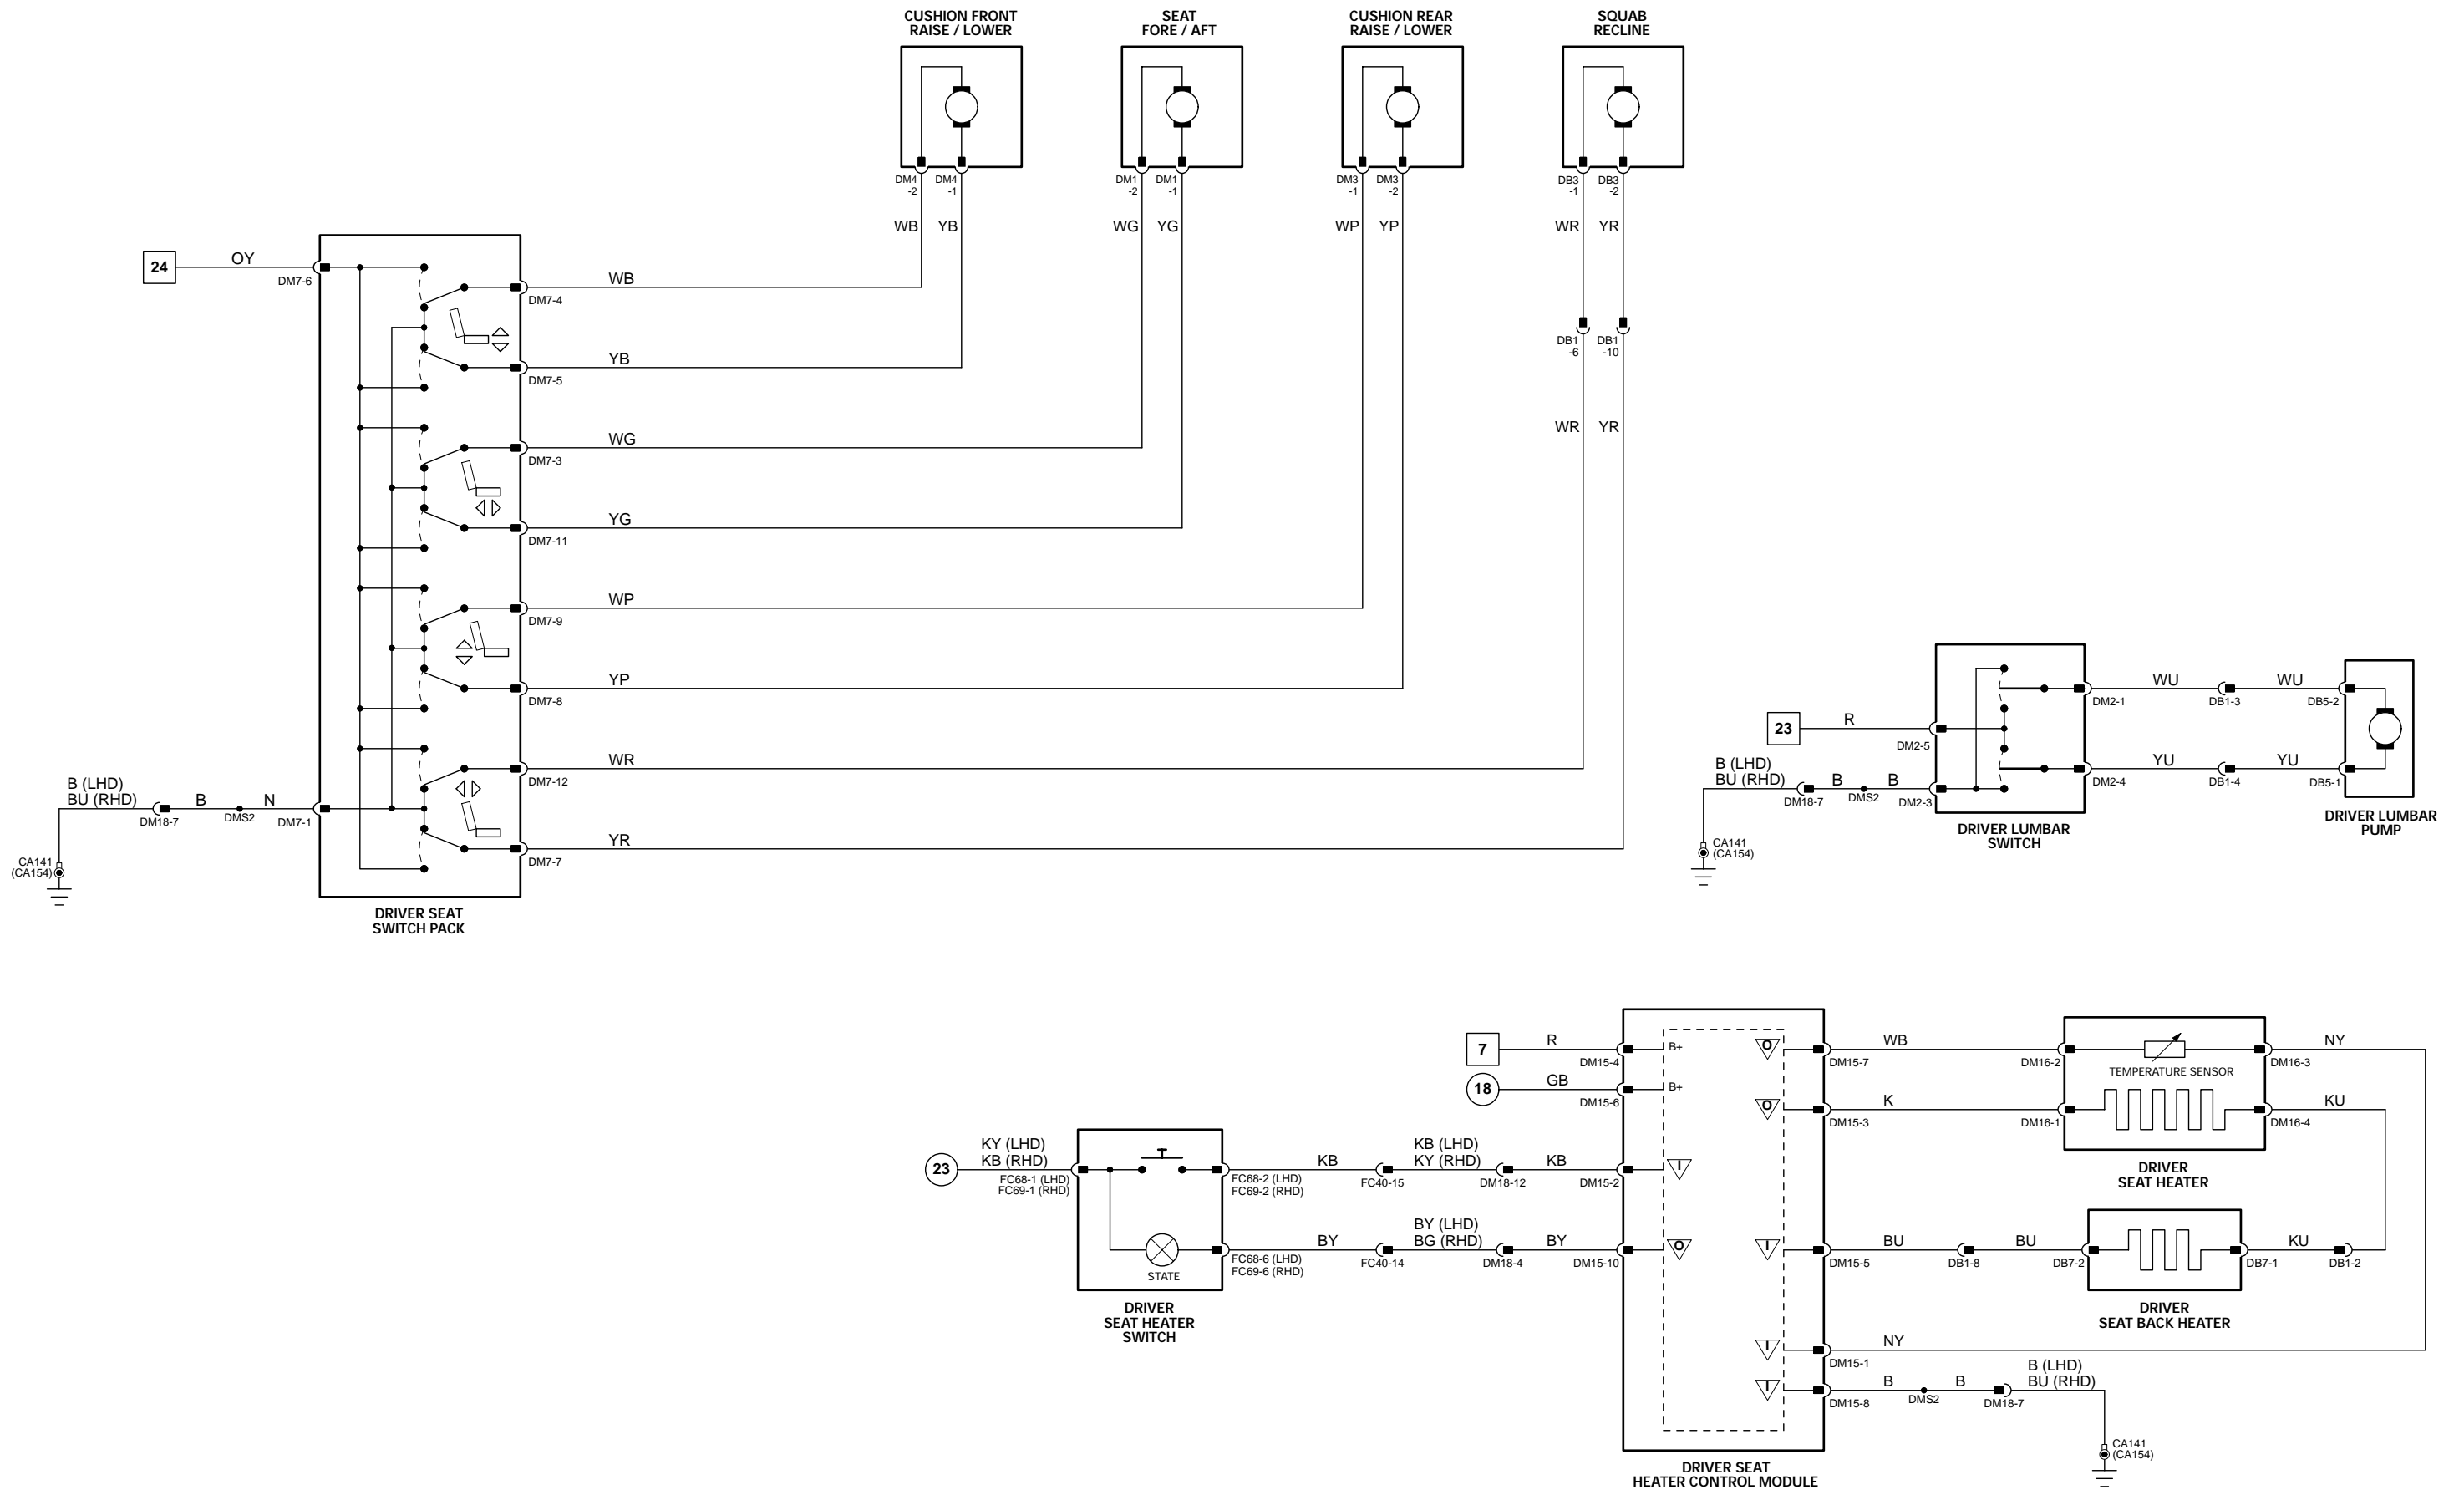 CUSHION FRONT
RAISE / LOWER
SEAT
FORE / AFT
CUSHION REAR
RAISE / LOWER
SQUAB
RECLINE
DM4
-2
DM4
-1
DM1
-2
DM1
-1
DM3
-1
DM3
-2
DB3
-1
DB3
-2
WB
YB
WG
YG
WP
YP
WR
YR
24
OY
DM7-6
WB
DM7-4
YB
DM7-5
DB1
-6
DB1
-10
WR
YR
WG
DM7-3
YG
DM7-11
WP
DM7-9
YP
DM7-8
WR
DM7-12
YR
DM7-7
B (LHD)
BU (RHD)
DM18-7
B
DMS2
N
DM7-1
CA141
(CA154)
DRIVER SEAT
SWITCH PACK
23
R
DM2-5
B (LHD)
BU (RHD)
DM18-7
B
DMS2
B
DM2-3
CA141
(CA154)
WU
DM2-1
DB1-3
WU
DB5-2
YU
DM2-4
DB1-4
YU
DB5-1
DRIVER LUMBAR
SWITCH
DRIVER LUMBAR
PUMP
7
R
DM15-4
B+
18
GB
DM15-6
B+
O
DM15-7
WB
DM16-2
TEMPERATURE SENSOR
DM16-3
NY
O
DM15-3
K
DM16-1
DM16-4
KU
DRIVER
SEAT HEATER
23
KY (LHD)
KB (RHD)
FC68-1 (LHD)
FC69-1 (RHD)
FC68-2 (LHD)
FC69-2 (RHD)
KB
FC40-15
KB (LHD)
KY (RHD)
DM18-12
KB
DM15-2
I
STATE
FC68-6 (LHD)
FC69-6 (RHD)
BY
FC40-14
BY (LHD)
BG (RHD)
DM18-4
BY
DM15-10
O
I
DM15-5
BU
DB1-8
BU
DB7-2
DB7-1
KU
DB1-2
DRIVER
SEAT HEATER
SWITCH
DRIVER
SEAT BACK HEATER
I
DM15-1
NY
I
DM15-8
B
DMS2
B
DM18-7
B (LHD)
BU (RHD)
CA141
(CA154)
DRIVER SEAT
HEATER CONTROL MODULE